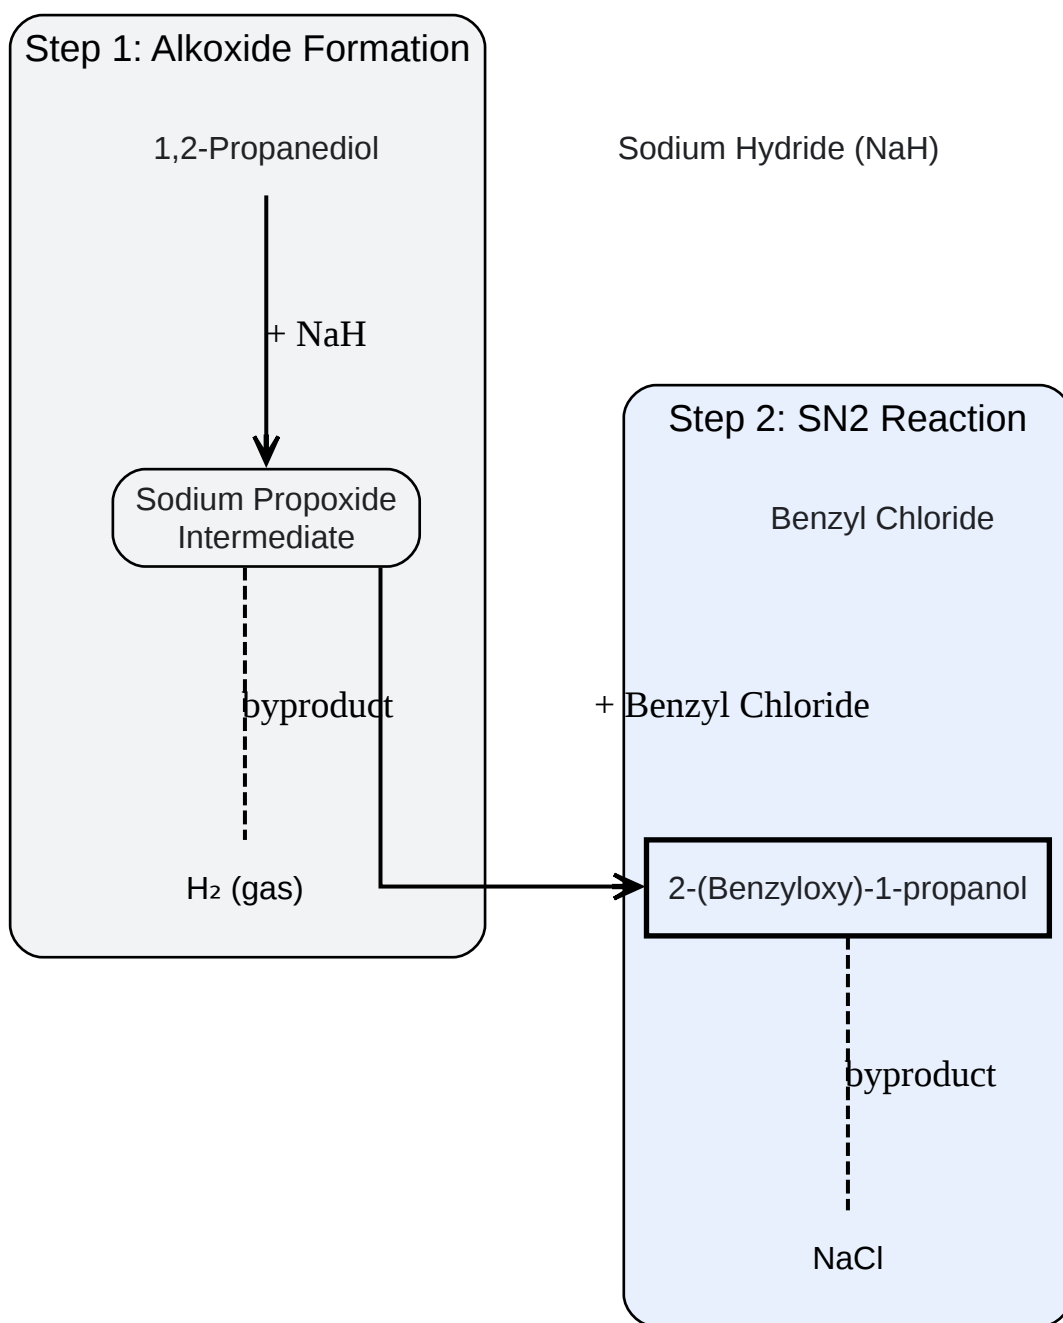 Step 1: Alkoxide Formation
1,2-Propanediol
Sodium Hydride (NaH)
+ NaH
Step 2: SN2 Reaction
Sodium Propoxide
Intermediate
Benzyl Chloride
byproduct
+ Benzyl Chloride
H₂ (gas)
2-(Benzyloxy)-1-propanol
byproduct
NaCl